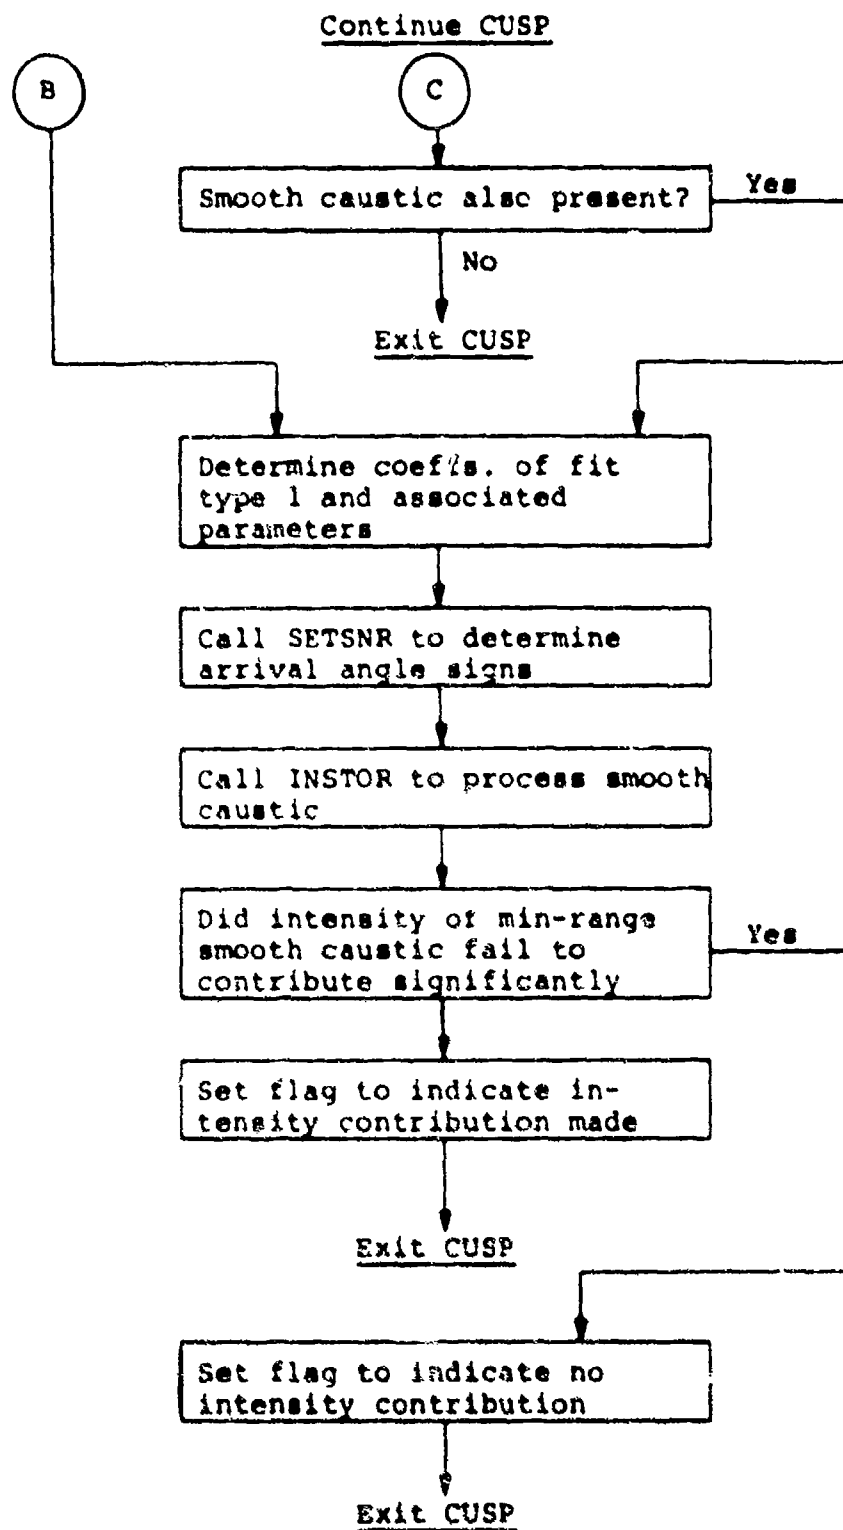 Continue CUSP
B
C
Smooth caustic also present?
Yes
No
Exit CUSP
Determine coeffs. of fit
type 1 and associated
parameters
Call SETSNR to determine
arrival angle signs
Call INSTOR to process smooth
caustic
Did intensity of min-range
smooth caustic fail to
contribute significantly
Yes
Set flag to indicate in-
tensity contribution made
Exit CUSP
Set flag to indicate no
intensity contribution
Exit CUSP